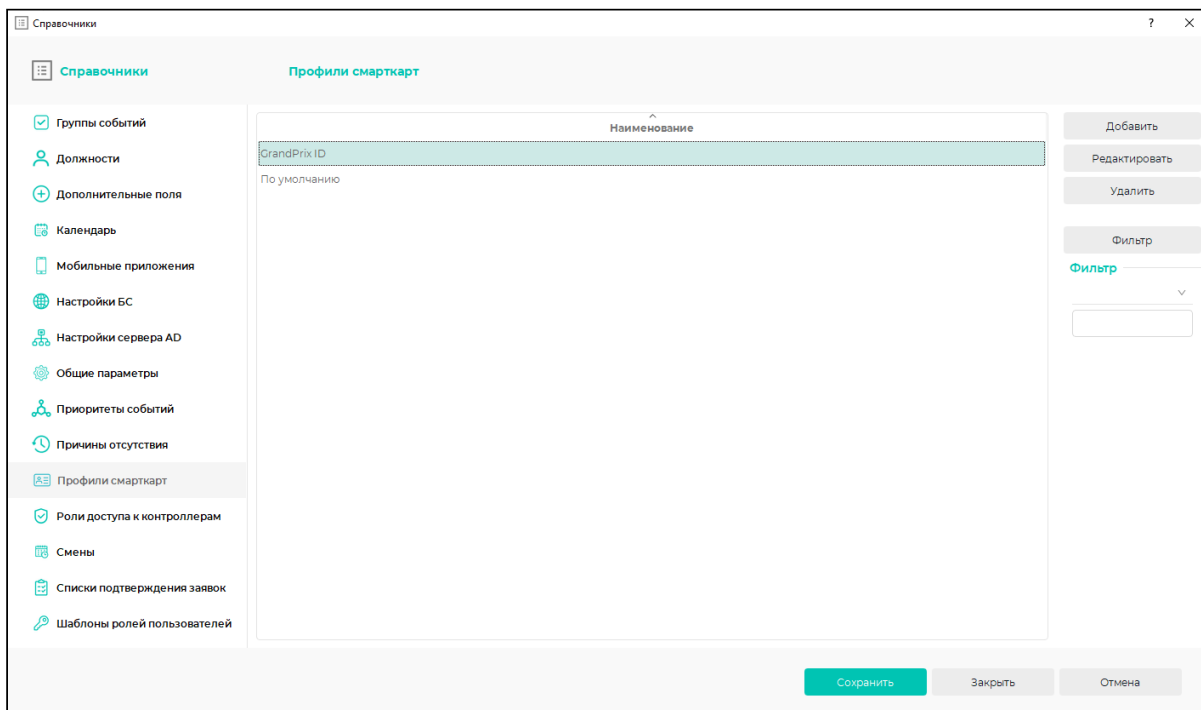 Справочники
? ×
Справочники
Профили смарткарт
Группы событий
Должности
Дополнительные поля
Календарь
Мобильные приложения
Настройки БС
Настройки сервера AD
Общие параметры
Приоритеты событий
Причины отсутствия
Профили смарткарт
Роли доступа к контроллерам
Смены
Списки подтверждения заявок
Шаблоны ролей пользователей
Наименование
GrandPrix ID
По умолчанию
Добавить
Редактировать
Удалить
Фильтр
Фильтр
Сохранить
Закрыть
Отмена